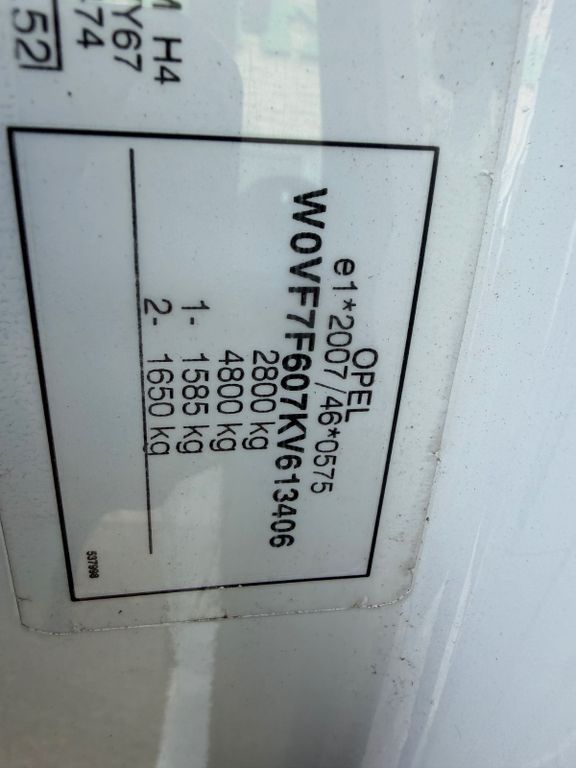 OPEL
e1*2007/46*0575
W0VF7F607KV613406
2800 kg
4800 kg
1- 1585 kg
2- 1650 kg
537998
H4
Y67
74
52